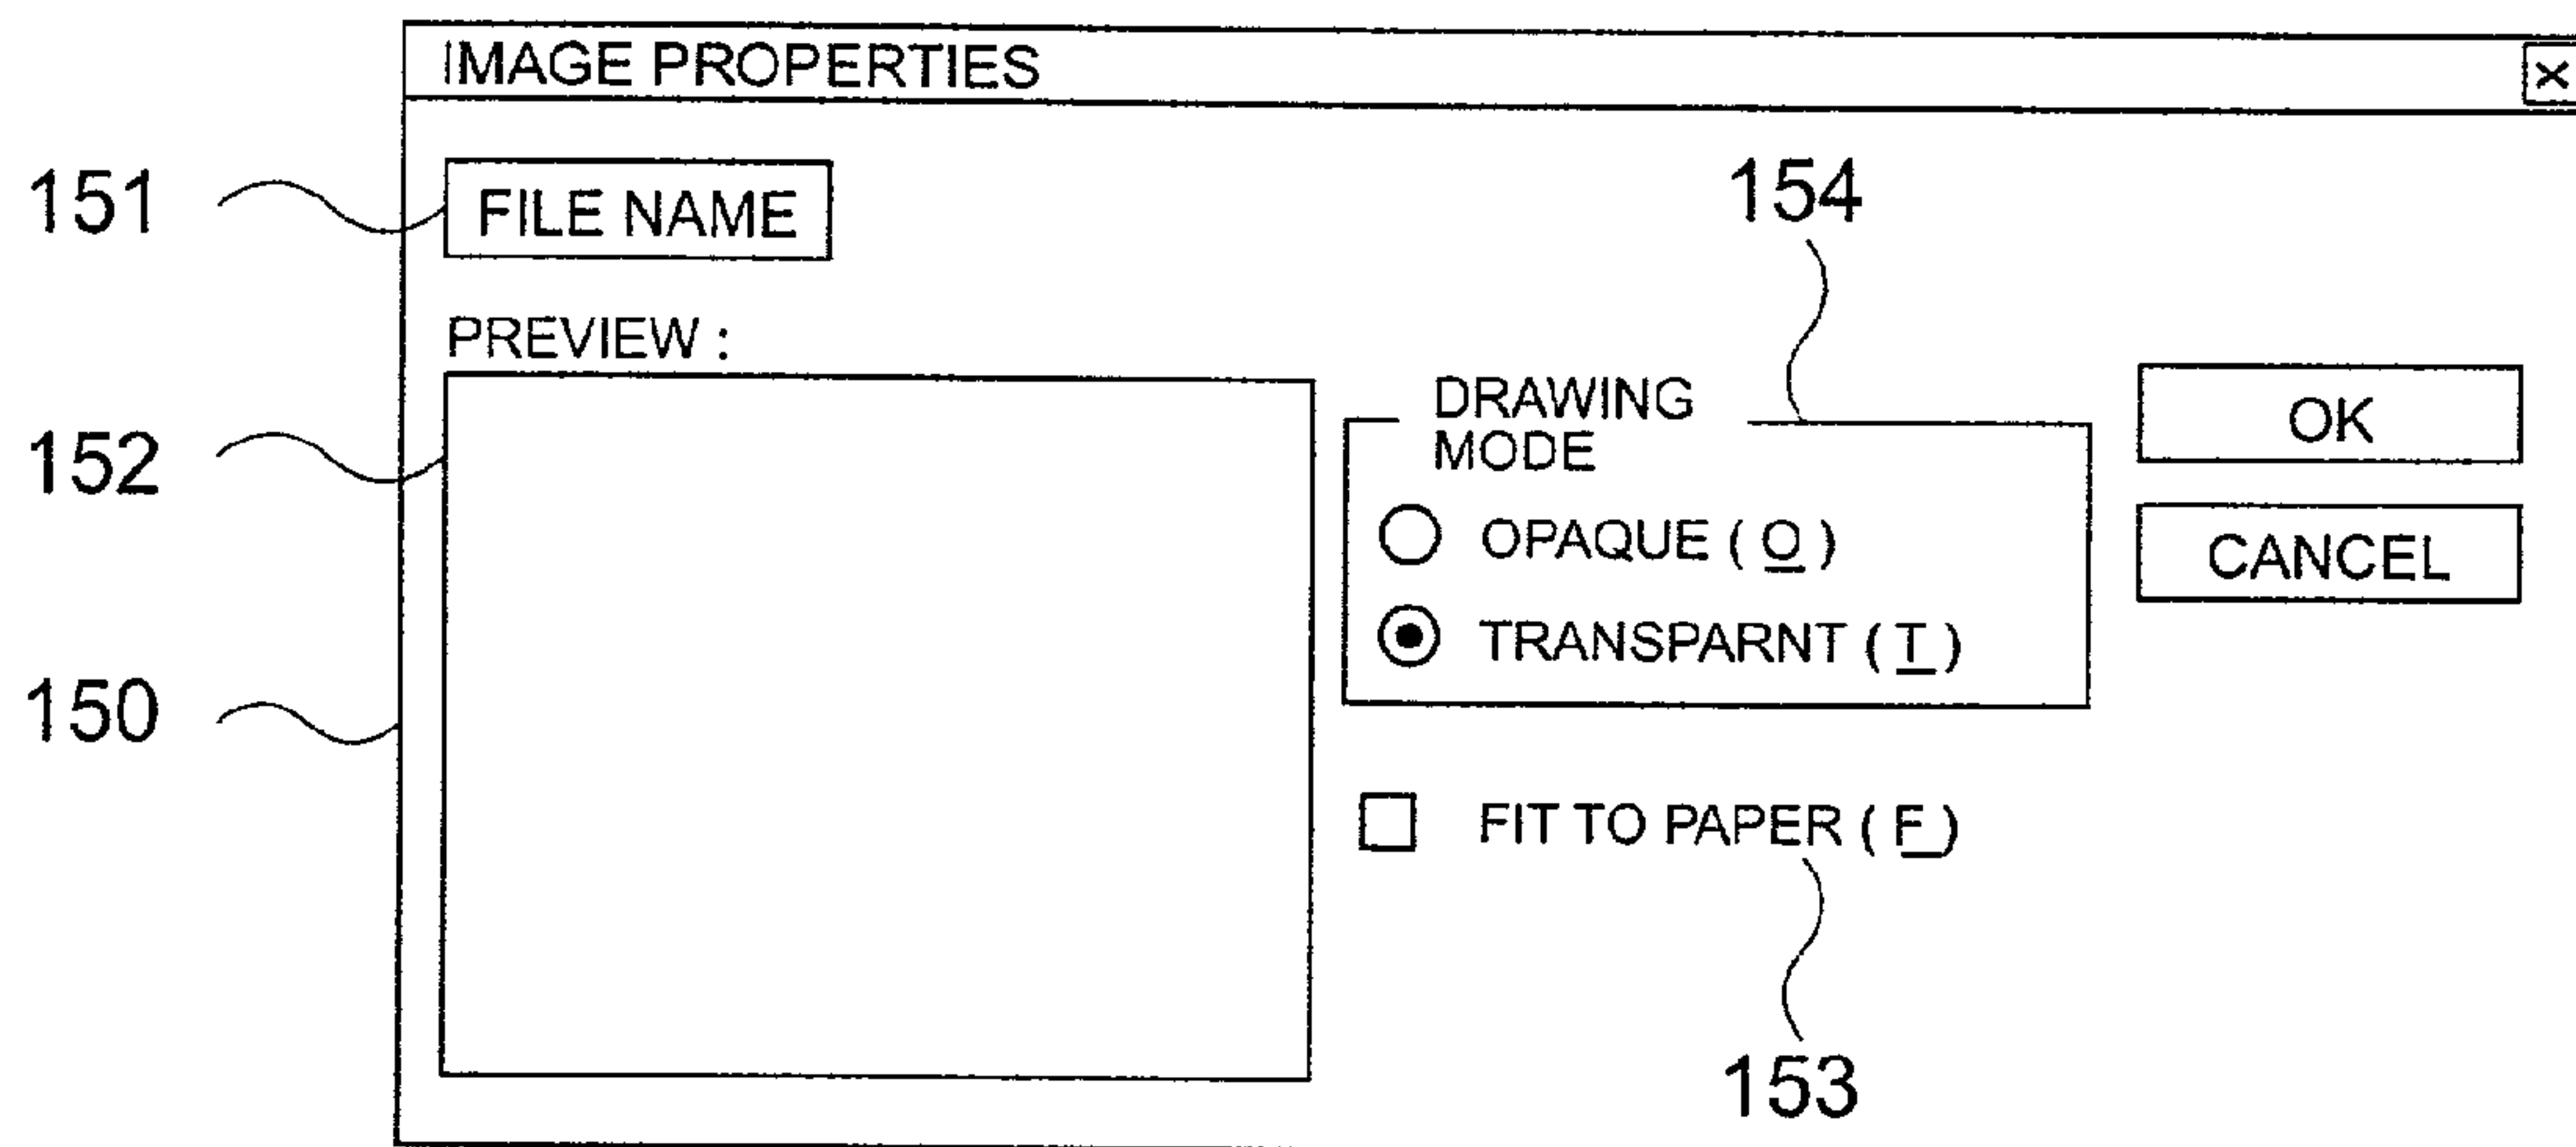 IMAGE PROPERTIES X
151 FILE NAME
154
PREVIEW :
152
DRAWING
MODE
OK
OPAQUE ( O )
CANCEL
TRANSPARNT ( T )
150
FIT TO PAPER ( F )
153